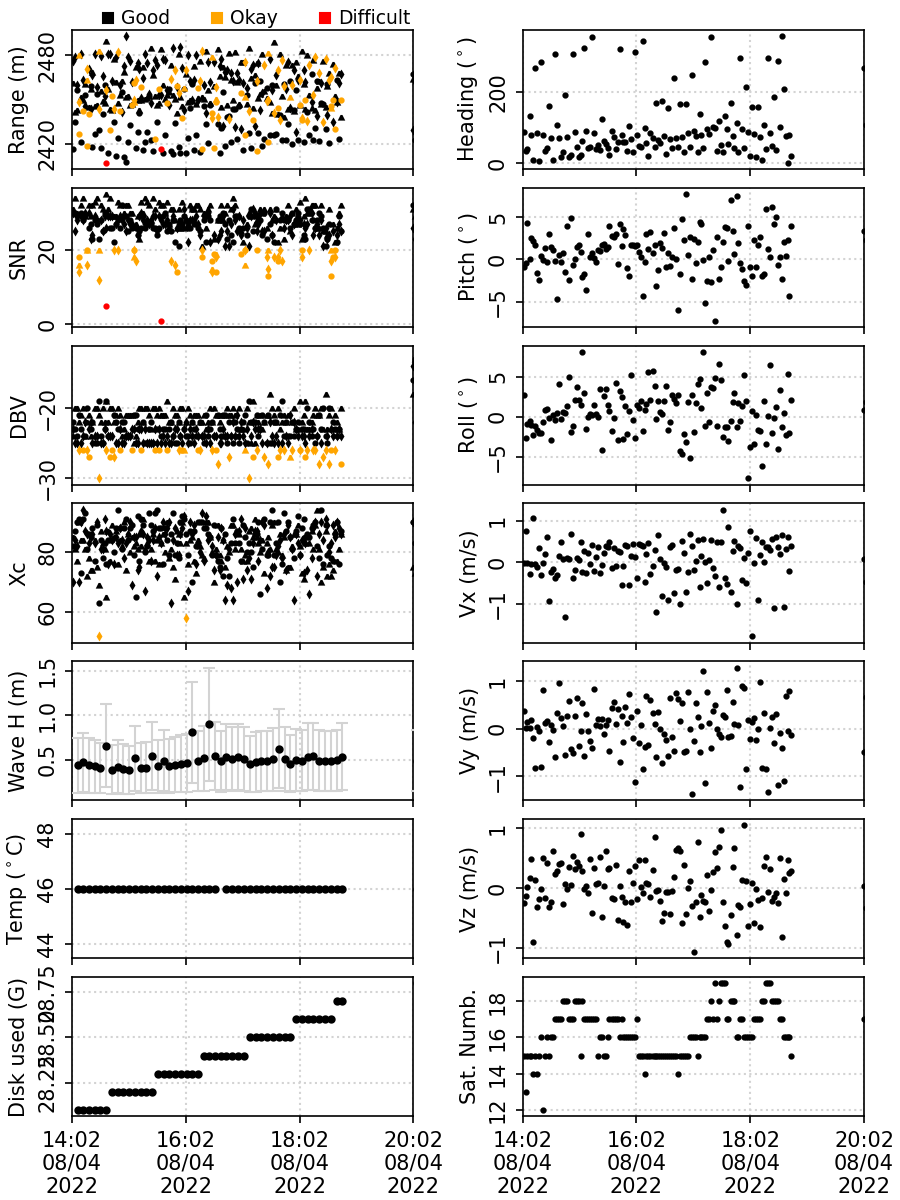 Good Okay Difficult
Range (m)
2480
2420
Heading (°)
200
0
SNR
20
0
Pitch (°)
5
0
−5
DBV
−20
−30
Roll (°)
5
0
−5
Xc
80
60
Vx (m/s)
1
0
−1
Wave H (m)
1.5
1.0
0.5
Vy (m/s)
1
0
−1
Temp (°C)
48
46
44
Vz (m/s)
1
0
−1
Disk used (G)
28.75
28.50
28.25
Sat. Numb.
18
16
14
12
14:02 16:02 18:02 20:02
08/04 08/04 08/04 08/04
2022 2022 2022 2022
14:02 16:02 18:02 20:02
08/04 08/04 08/04 08/04
2022 2022 2022 2022